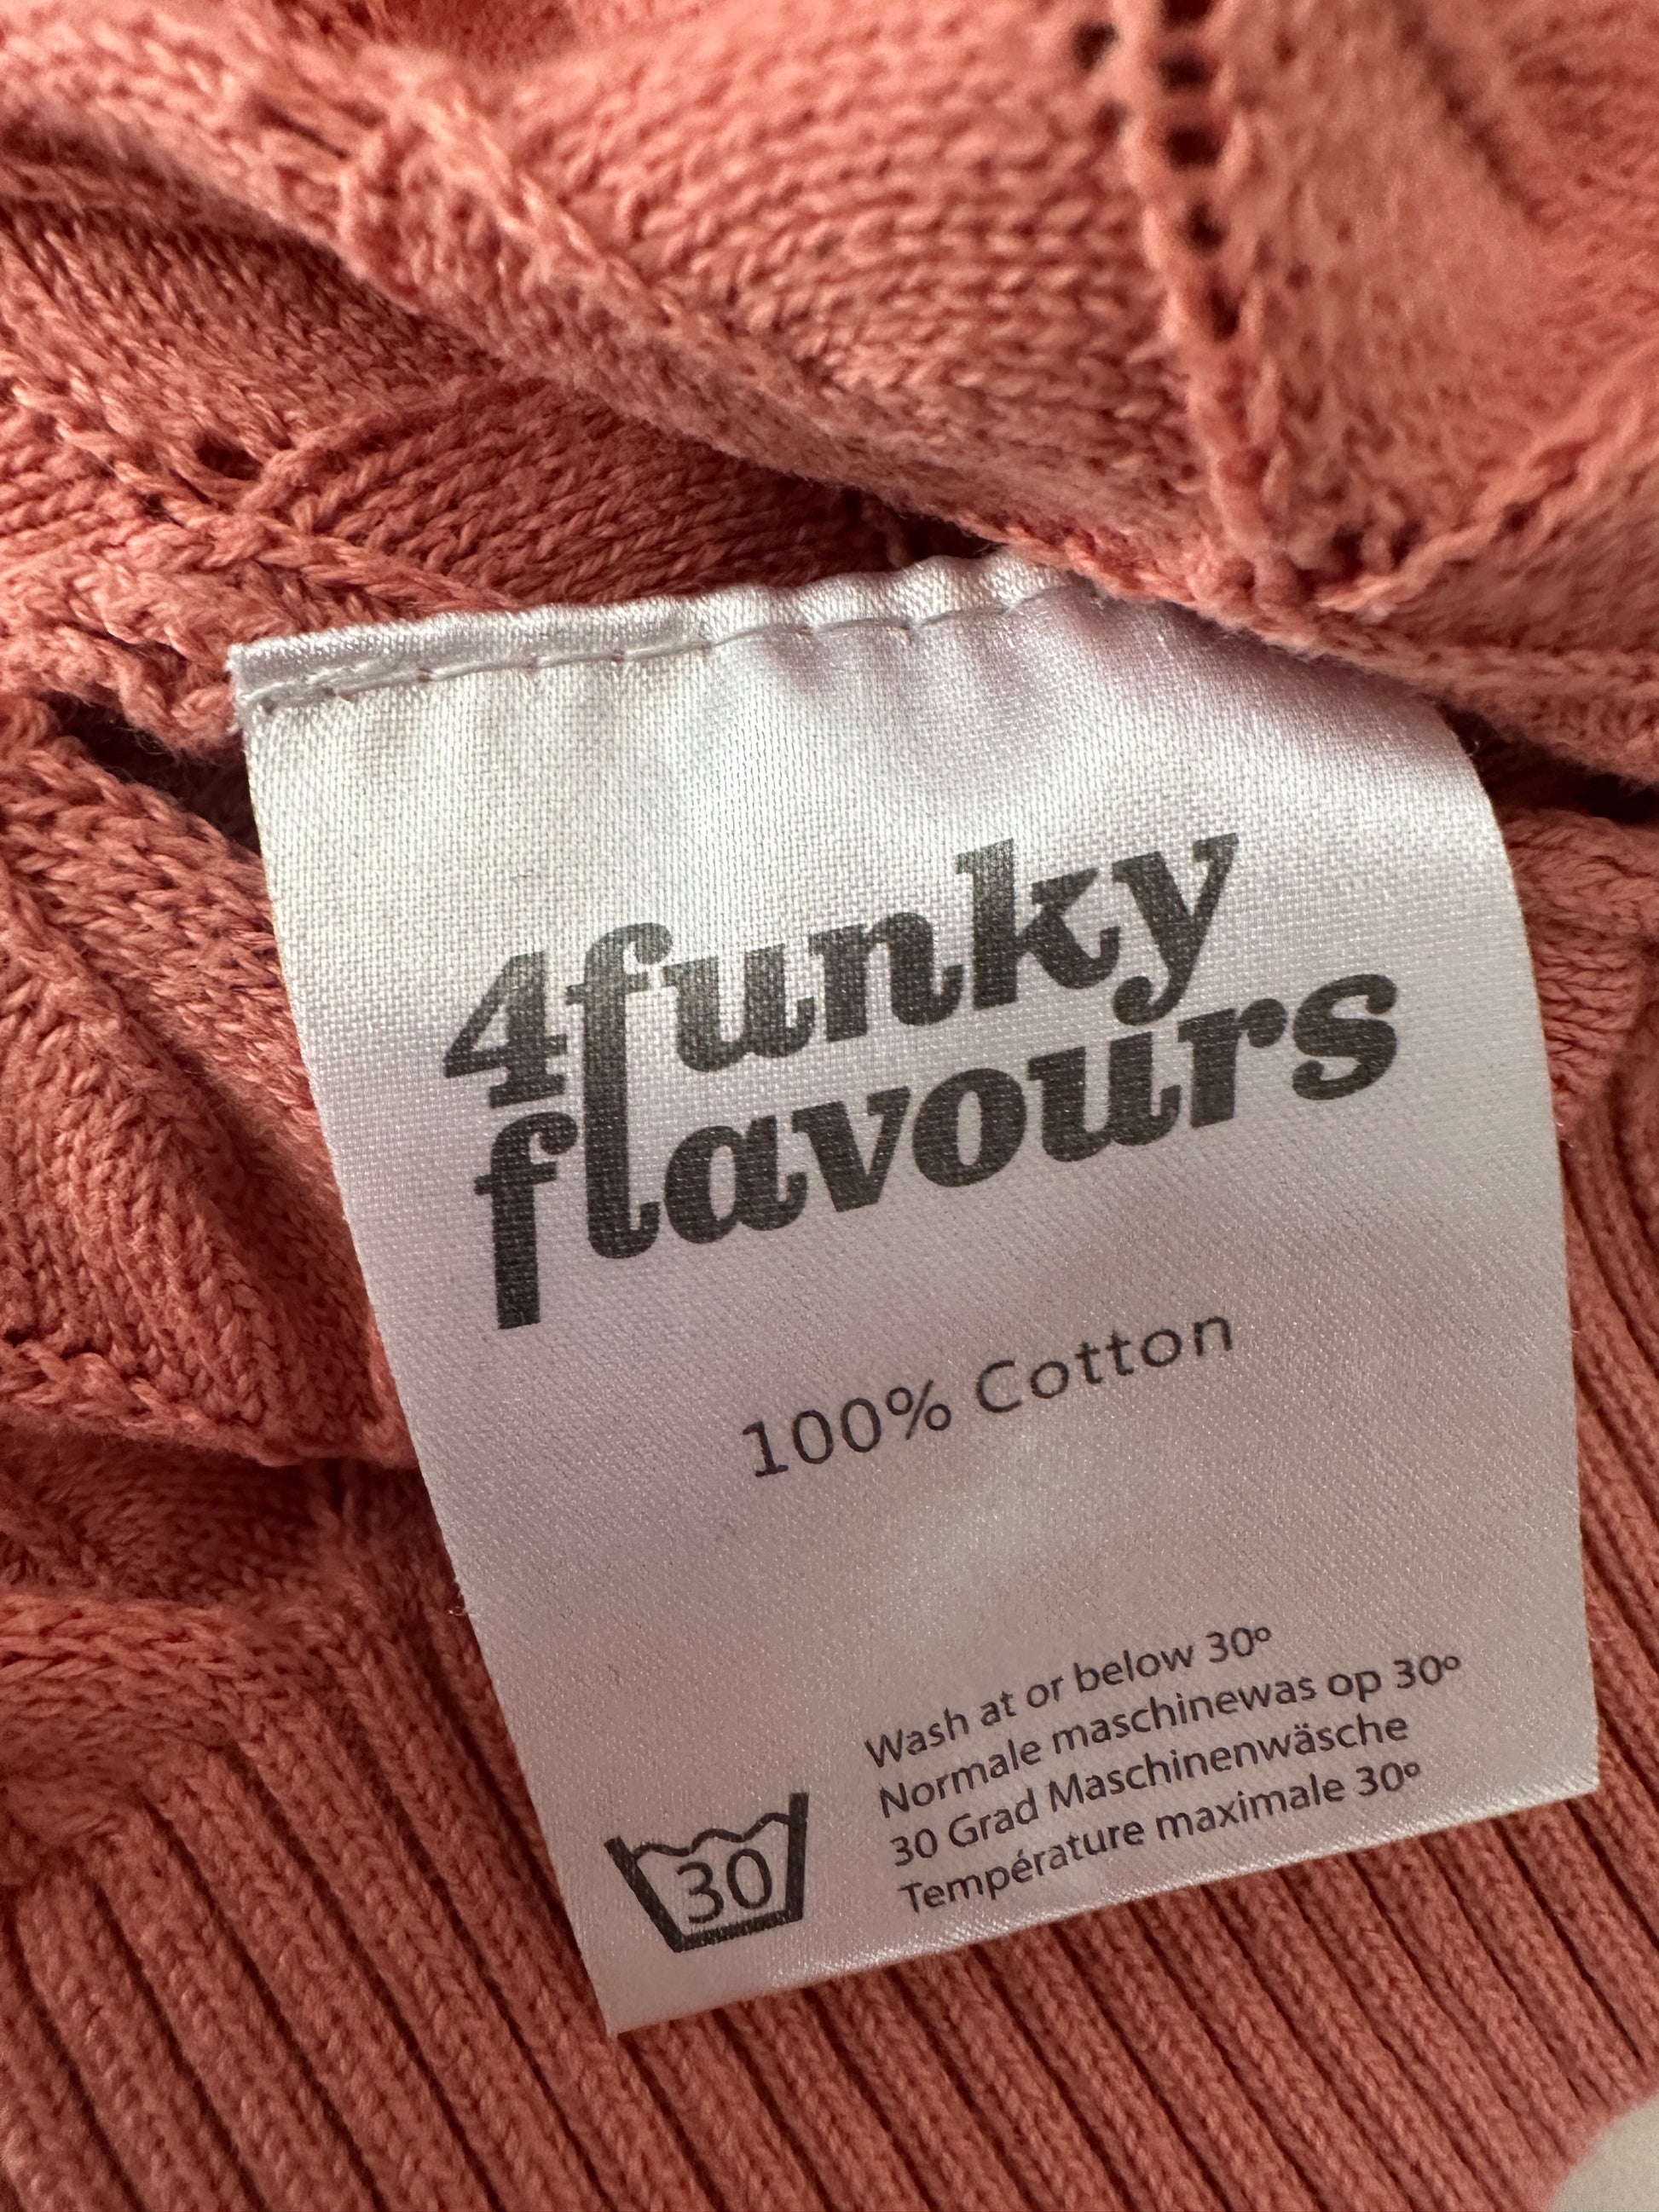 4funky
flavours
100% Cotton
Wash at or below 30º
Normale maschinewas op 30º
30 Grad Maschinenwäsche
Température maximale 30º
30